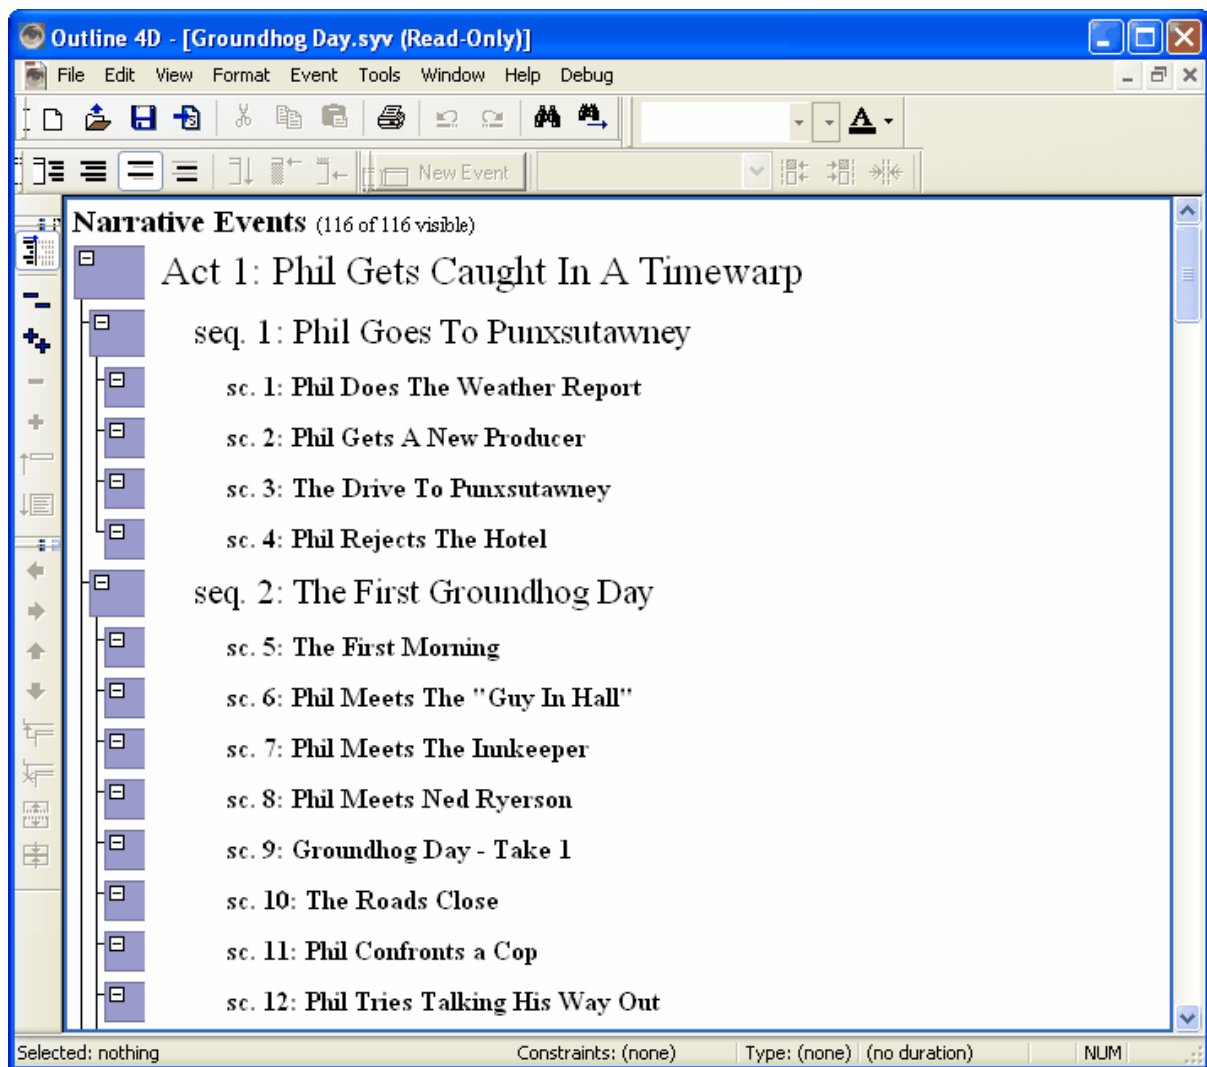 Outline 4D - [Groundhog Day.syv (Read-Only)]
File Edit View Format Event Tools Window Help Debug
New Event
Narrative Events (116 of 116 visible)
Act 1: Phil Gets Caught In A Timewarp
seq. 1: Phil Goes To Punxsutawney
sc. 1: Phil Does The Weather Report
sc. 2: Phil Gets A New Producer
sc. 3: The Drive To Punxsutawney
sc. 4: Phil Rejects The Hotel
seq. 2: The First Groundhog Day
sc. 5: The First Morning
sc. 6: Phil Meets The "Guy In Hall"
sc. 7: Phil Meets The Innkeeper
sc. 8: Phil Meets Ned Ryerson
sc. 9: Groundhog Day - Take 1
sc. 10: The Roads Close
sc. 11: Phil Confronts a Cop
sc. 12: Phil Tries Talking His Way Out
Selected: nothing Constraints: (none) Type: (none) (no duration) NUM